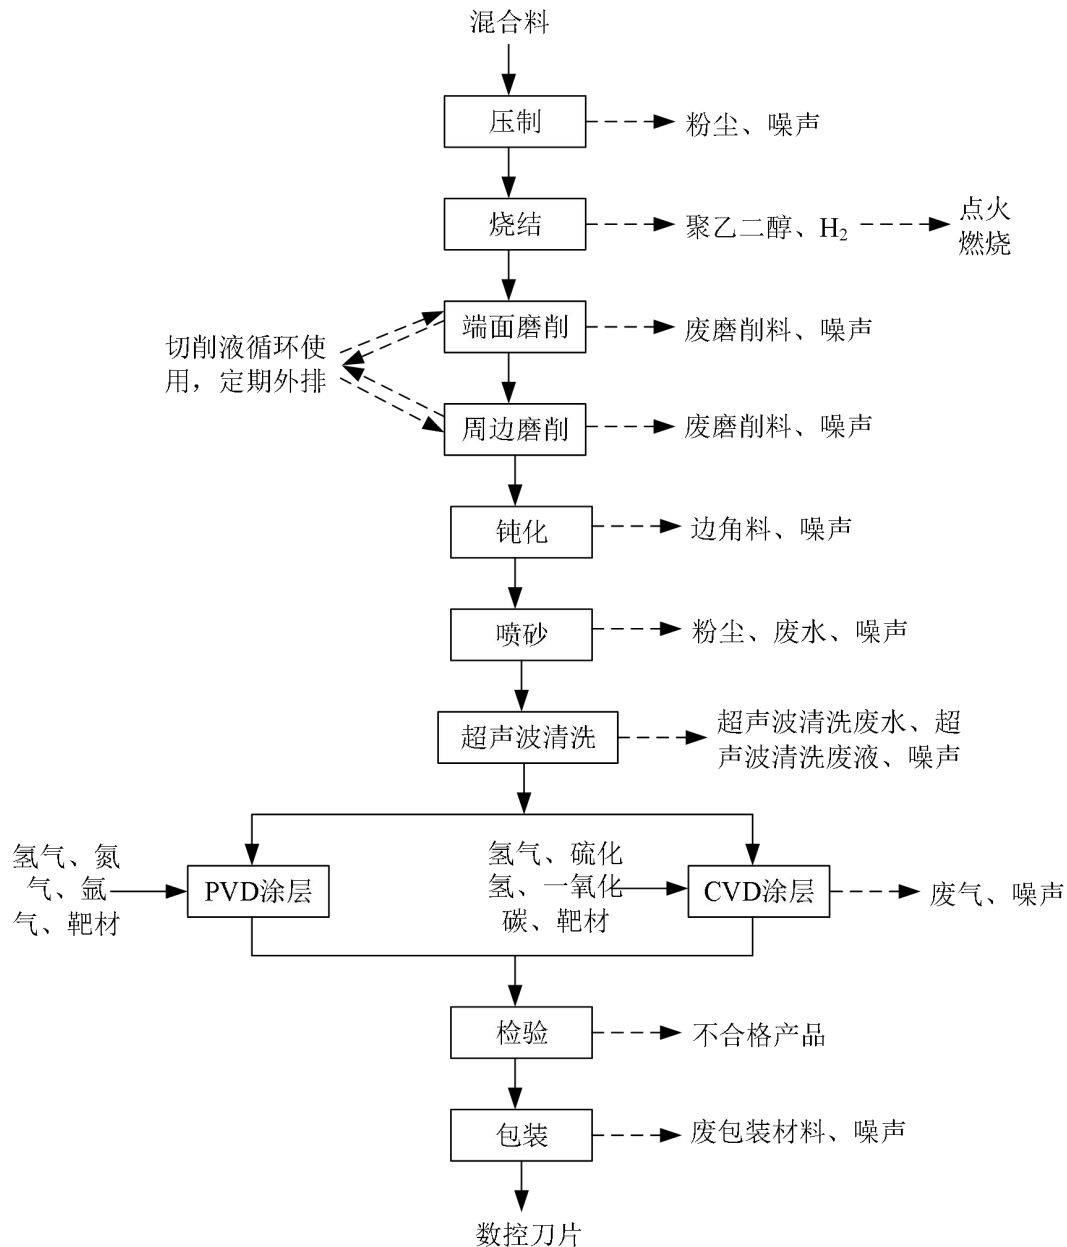 混合料
压制
粉尘、噪声
烧结
聚乙二醇、H₂
点火
燃烧
端面磨削
废磨削料、噪声
切削液循环使
用，定期外排
周边磨削
废磨削料、噪声
钝化
边角料、噪声
喷砂
粉尘、废水、噪声
超声波清洗
超声波清洗废水、超
声波清洗废液、噪声
氢气、氮
气、氩
气、靶材
PVD涂层
氢气、硫化
氢、一氧化
碳、靶材
CVD涂层
废气、噪声
检验
不合格产品
包装
废包装材料、噪声
数控刀片